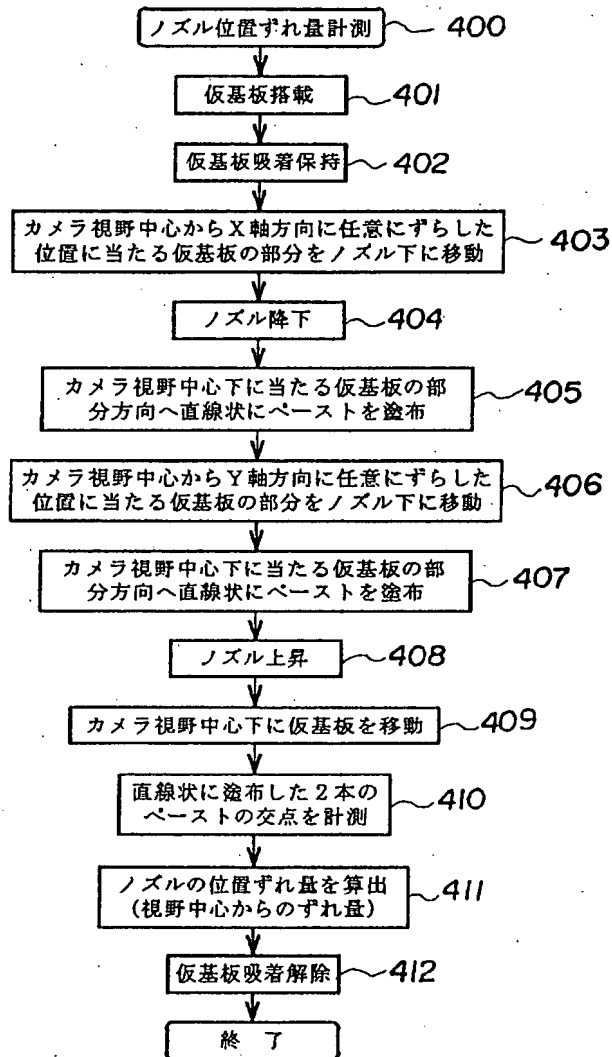 ノズル位置ずれ量計測 400
仮基板搭載 401
仮基板吸着保持 402
カメラ視野中心からX軸方向に任意にずらした
位置に当たる仮基板の部分をノズル下に移動 403
ノズル降下 404
カメラ視野中心下に当たる仮基板の部
分方向へ直線状にペーストを塗布 405
カメラ視野中心からY軸方向に任意にずらした
位置に当たる仮基板の部分をノズル下に移動 406
カメラ視野中心下に当たる仮基板の部
分方向へ直線状にペーストを塗布 407
ノズル上昇 408
カメラ視野中心下に仮基板を移動 409
直線状に塗布した2本の
ペーストの交点を計測 410
ノズルの位置ずれ量を算出
(視野中心からのずれ量) 411
仮基板吸着解除 412
終 了